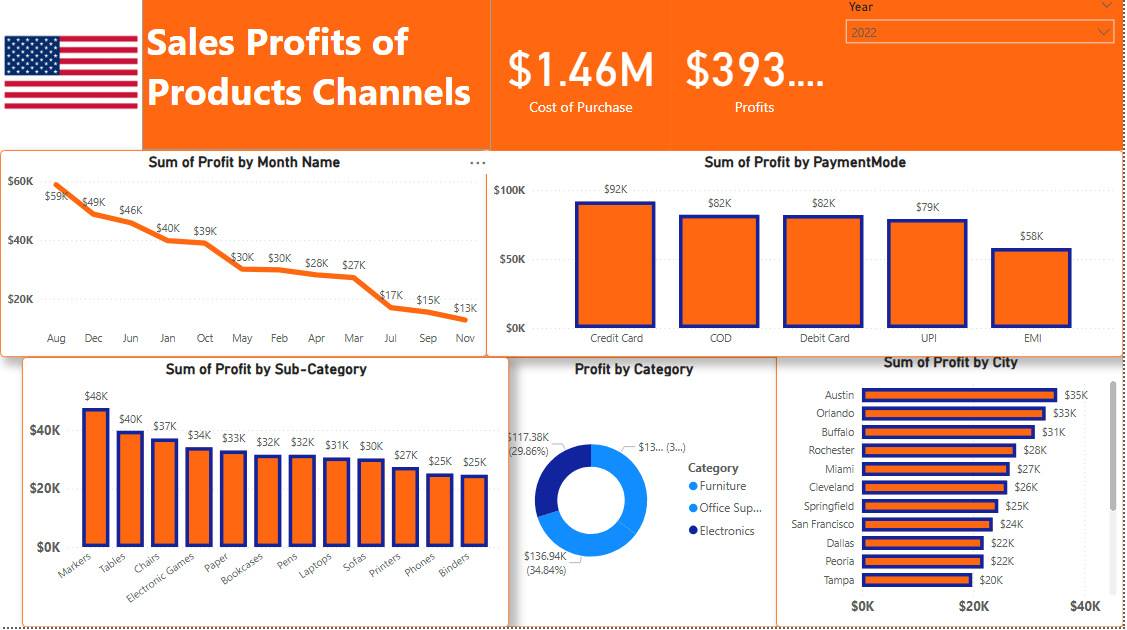 Sales Profits of
Products Channels
$1.46M
Cost of Purchase
$393....
Profits
Year
2022
Sum of Profit by Month Name
$60K
$40K
$20K
$59K
$49K
$46K
$40K
$39K
$30K
$30K
$28K
$27K
$17K
$15K
$13K
Aug Dec Jun Jan Oct May Feb Apr Mar Jul Sep Nov
Sum of Profit by PaymentMode
$100K
$50K
$0K
$92K
$82K
$82K
$79K
$58K
Credit Card COD Debit Card UPI EMI
Sum of Profit by Sub-Category
$40K
$20K
$0K
$48K
$40K
$37K
$34K
$33K
$32K
$32K
$31K
$30K
$27K
$25K
$25K
Markers Tables Chairs Electronic Games Paper Bookcases Pens Laptops Sofas Printers Phones Binders
Profit by Category
$117.38K
(29.86%)
$13... (3...)
$136.94K
(34.84%)
Category
Furniture
Office Sup...
Electronics
Sum of Profit by City
Austin $35K
Orlando $33K
Buffalo $31K
Rochester $28K
Miami $27K
Cleveland $26K
Springfield $25K
San Francisco $24K
Dallas $22K
Peoria $22K
Tampa $20K
$0K $20K $40K